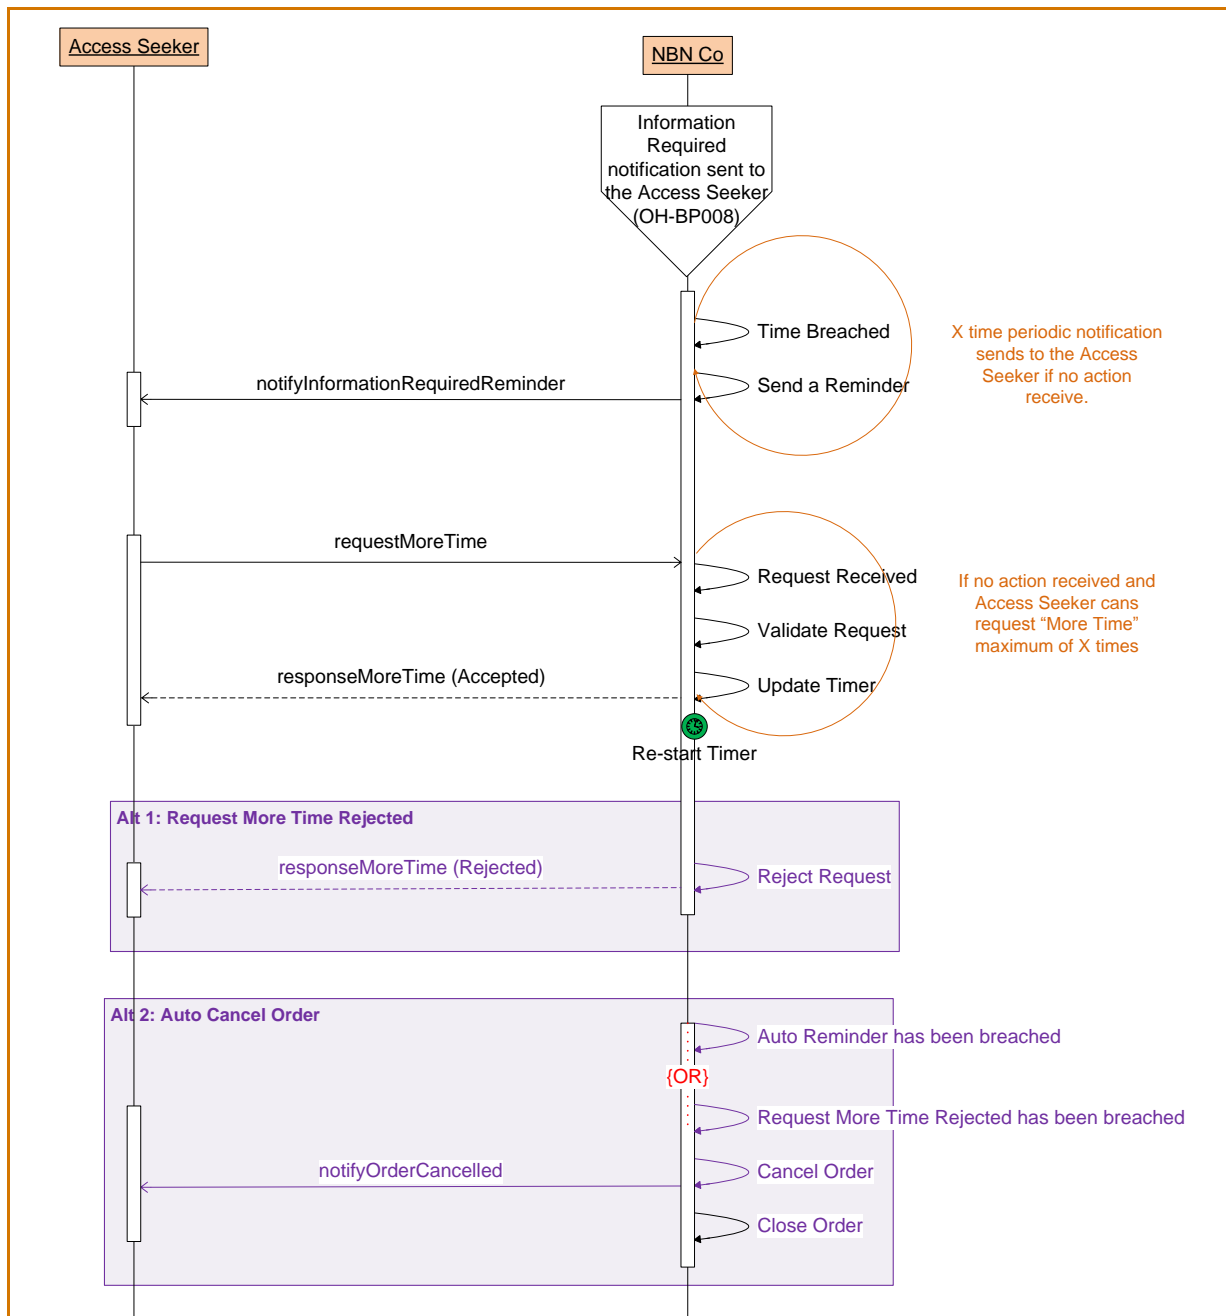 Access Seeker
NBN Co
Information
Required
notification sent to
the Access Seeker
(OH-BP008)
Time Breached
X time periodic notification
sends to the Access
Seeker if no action
receive.
notifyInformationRequiredReminder
Send a Reminder
requestMoreTime
Request Received
If no action received and
Access Seeker cans
request “More Time”
maximum of X times
Validate Request
responseMoreTime (Accepted)
Update Timer
Re-start Timer
Alt 1: Request More Time Rejected
responseMoreTime (Rejected)
Reject Request
Alt 2: Auto Cancel Order
Auto Reminder has been breached
{OR}
Request More Time Rejected has been breached
notifyOrderCancelled
Cancel Order
Close Order